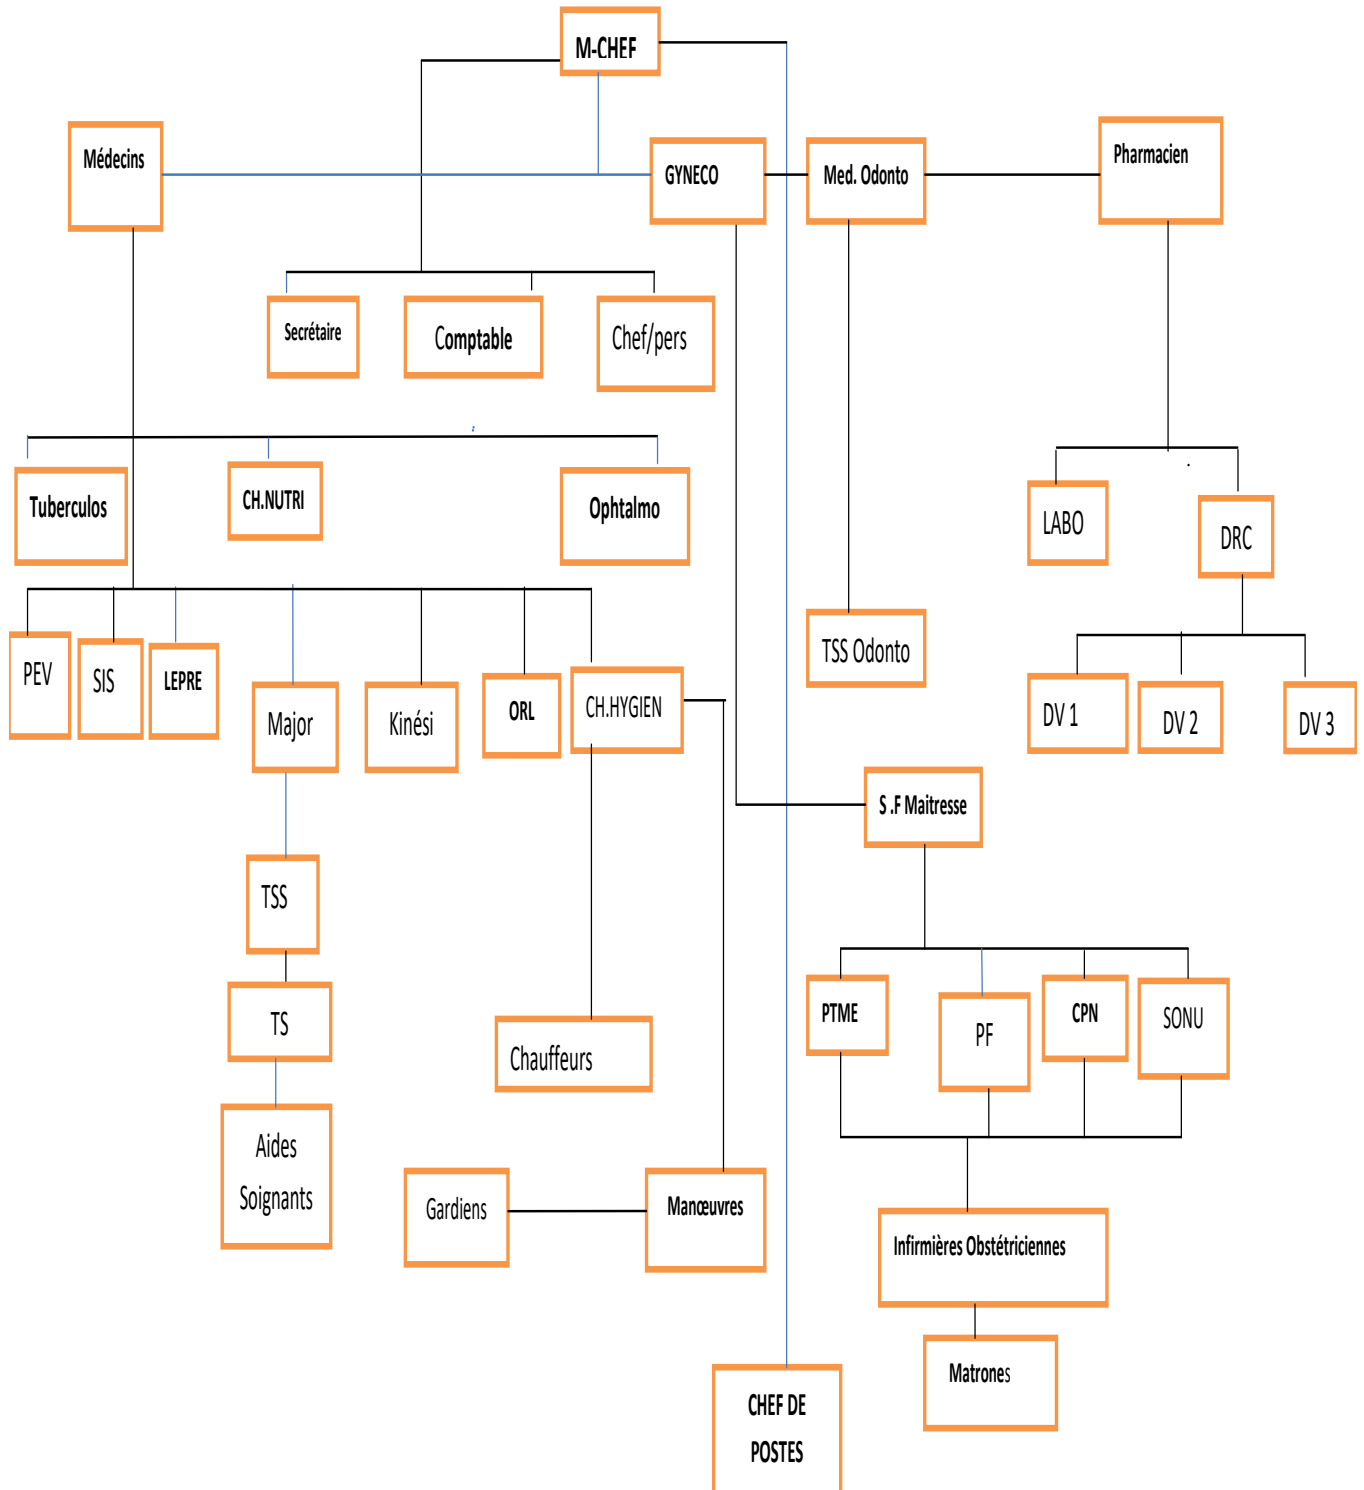 M-CHEF
Médecins
GYNECO
Med. Odonto
Pharmacien
Secrétaire
Comptable
Chef/pers
Tuberculos
CH.NUTRI
Ophtalmo
LABO
DRC
PEV
SIS
LEPRE
Major
Kinési
ORL
CH.HYGIEN
TSS Odonto
DV 1
DV 2
DV 3
S .F Maitresse
TSS
TS
Aides
Soignants
Chauffeurs
PTME
PF
CPN
SONU
Gardiens
Manœuvres
Infirmières Obstétriciennes
Matrones
CHEF DE
POSTES